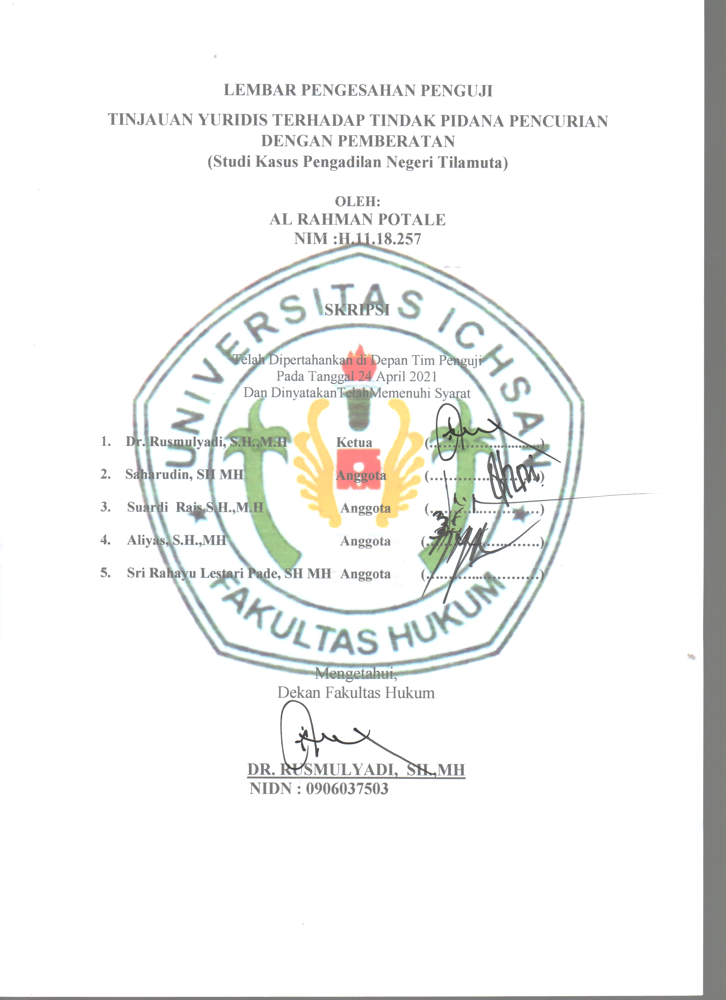 LEMBAR PENGESAHAN PENGUJI
TINJAUAN YURIDIS TERHADAP TINDAK PIDANA PENCURIAN
DENGAN PEMBERATAN
(Studi Kasus Pengadilan Negeri Tilamuta)
OLEH:
AL RAHMAN POTALE
NIM :H.11.18.257
UNIVERSITAS ICHSAN
SKRIPSI
Telah Dipertahankan di Depan Tim Penguji
Pada Tanggal 24 April 2021
Dan DinyatakanTelahMemenuhi Syarat
1. Dr. Rusmulyadi, S.H.,M.H Ketua (..............................)
2. Saharudin, SH MH Anggota (..............................)
3. Suardi Rais,S.H.,M.H Anggota (..............................)
4. Aliyas, S.H.,MH Anggota (..............................)
5. Sri Rahayu Lestari Pade, SH MH Anggota (..............................)
FAKULTAS HUKUM
Mengetahui,
Dekan Fakultas Hukum
DR. RUSMULYADI, SH.,MH
NIDN : 0906037503